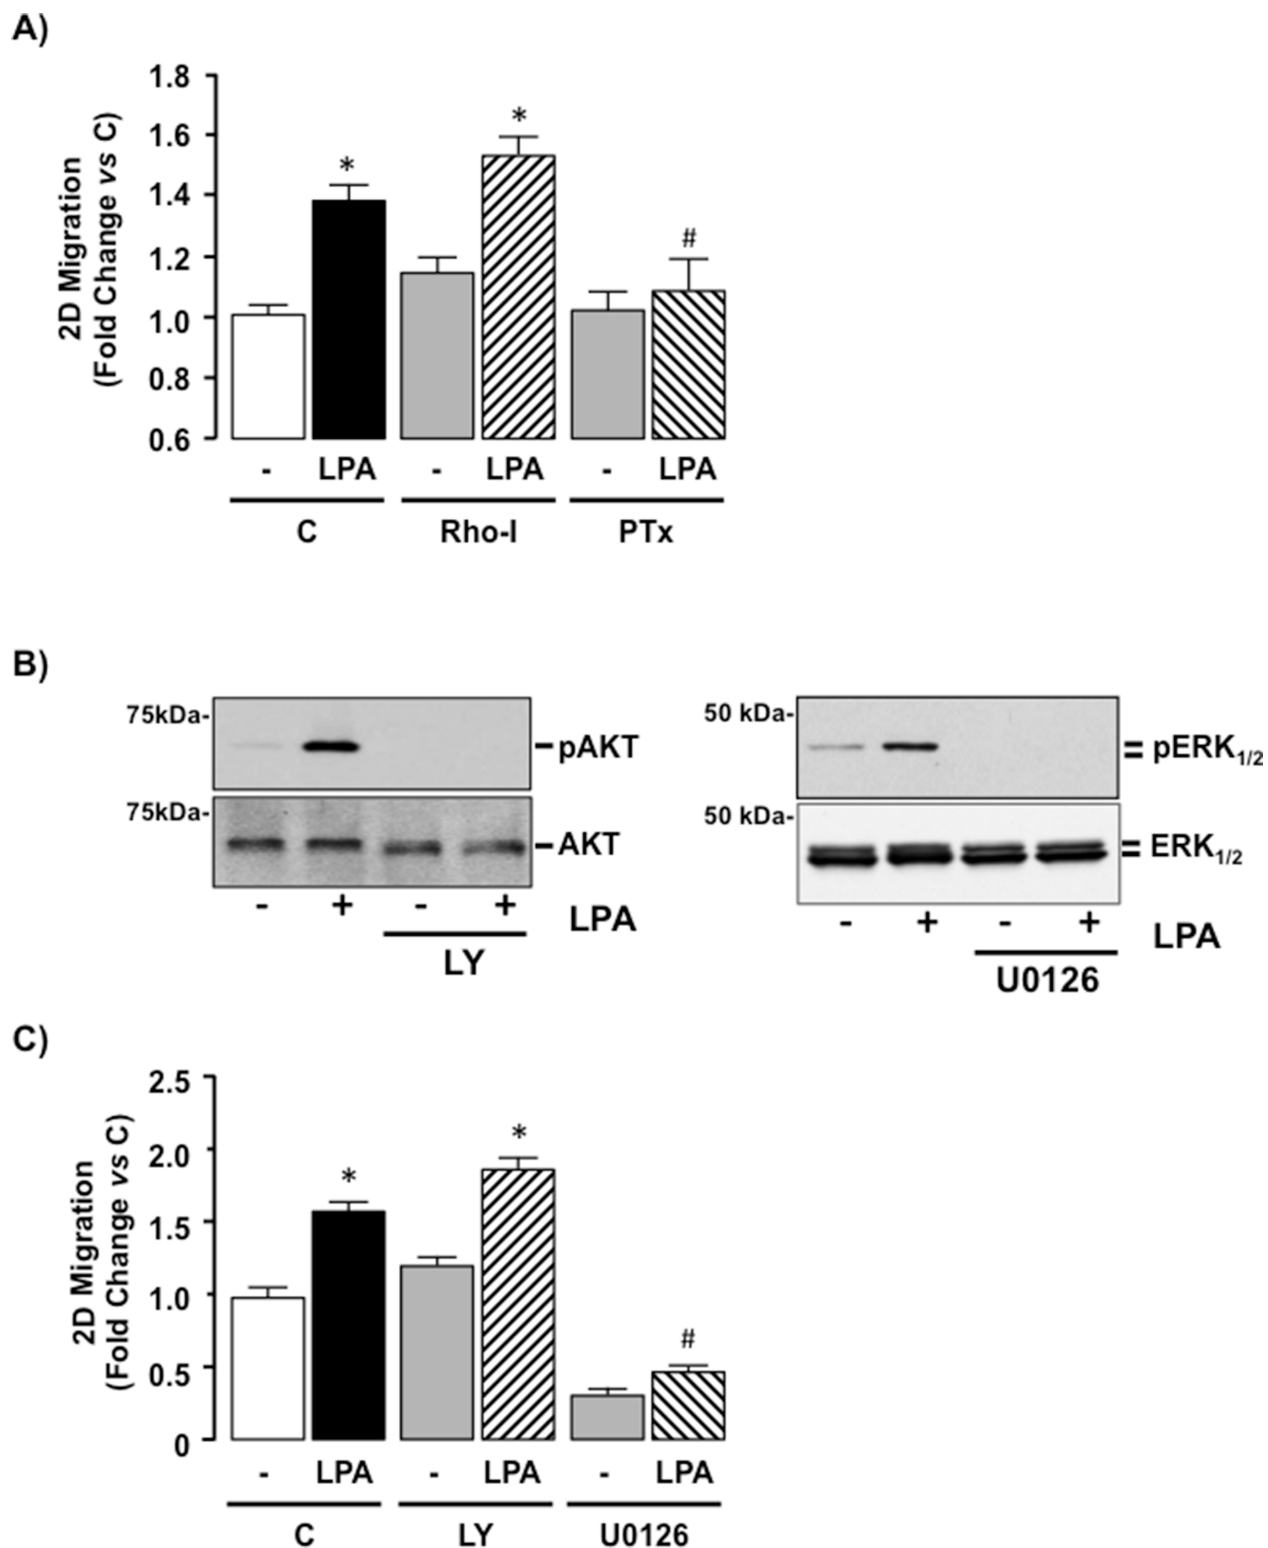 A)
2D Migration
(Fold Change vs C)
1.8
1.6
1.4
1.2
1.0
0.8
0.6
*
*
#
- LPA - LPA - LPA
C Rho-I PTx
B)
75kDa-
pAKT
75kDa-
AKT
- + - + LPA
LY
50 kDa-
pERK1/2
50 kDa-
ERK1/2
- + - + LPA
U0126
C)
2D Migration
(Fold Change vs C)
2.5
2.0
1.5
1.0
0.5
0
*
*
#
- LPA - LPA - LPA
C LY U0126